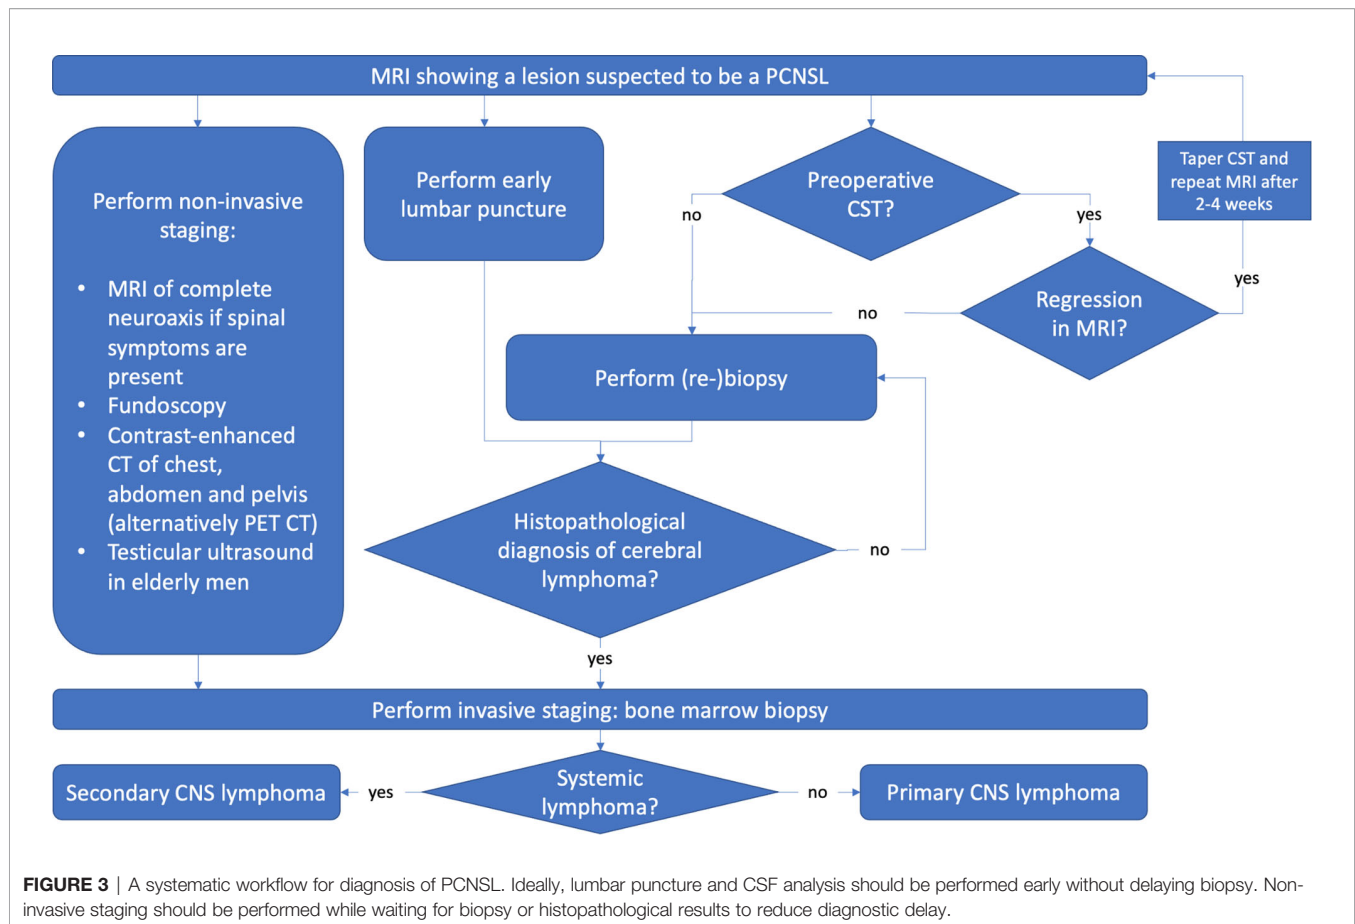 MRI showing a lesion suspected to be a PCNSL
Perform non-invasive
staging:
• MRI of complete
neuroaxis if spinal
symptoms are
present
• Fundoscopy
• Contrast-enhanced
CT of chest,
abdomen and pelvis
(alternatively PET CT)
• Testicular ultrasound
in elderly men
Perform early
lumbar puncture
Preoperative
CST?
no
yes
Taper CST and
repeat MRI after
2-4 weeks
yes
Regression
in MRI?
no
Perform (re-)biopsy
Histopathological
diagnosis of cerebral
lymphoma?
no
yes
Perform invasive staging: bone marrow biopsy
Secondary CNS lymphoma
yes
Systemic
lymphoma?
no
Primary CNS lymphoma
FIGURE 3 | A systematic workflow for diagnosis of PCNSL. Ideally, lumbar puncture and CSF analysis should be performed early without delaying biopsy. Non-
invasive staging should be performed while waiting for biopsy or histopathological results to reduce diagnostic delay.